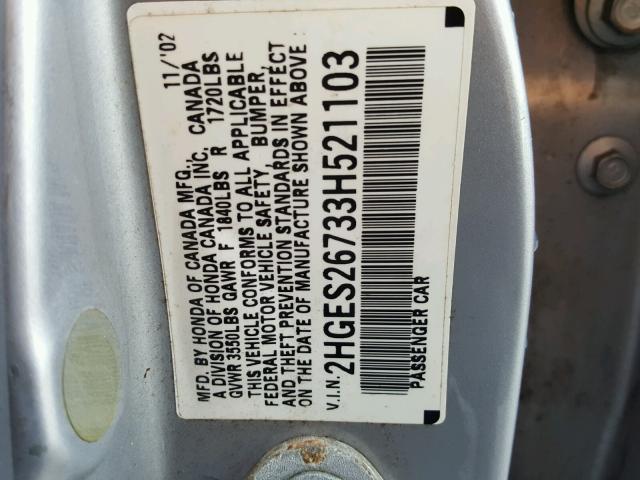 MFD. BY HONDA OF CANADA MFG., 11/'02
A DIVISION OF HONDA CANADA INC, CANADA
GVWR 3550LBS GAWR F 1840LBS R 1720LBS
THIS VEHICLE CONFORMS TO ALL APPLICABLE
FEDERAL MOTOR VEHICLE SAFETY, BUMPER,
AND THEFT PREVENTION STANDARDS IN EFFECT
ON THE DATE OF MANUFACTURE SHOWN ABOVE :
V.I.N. 2HGES26733H521103
PASSENGER CAR